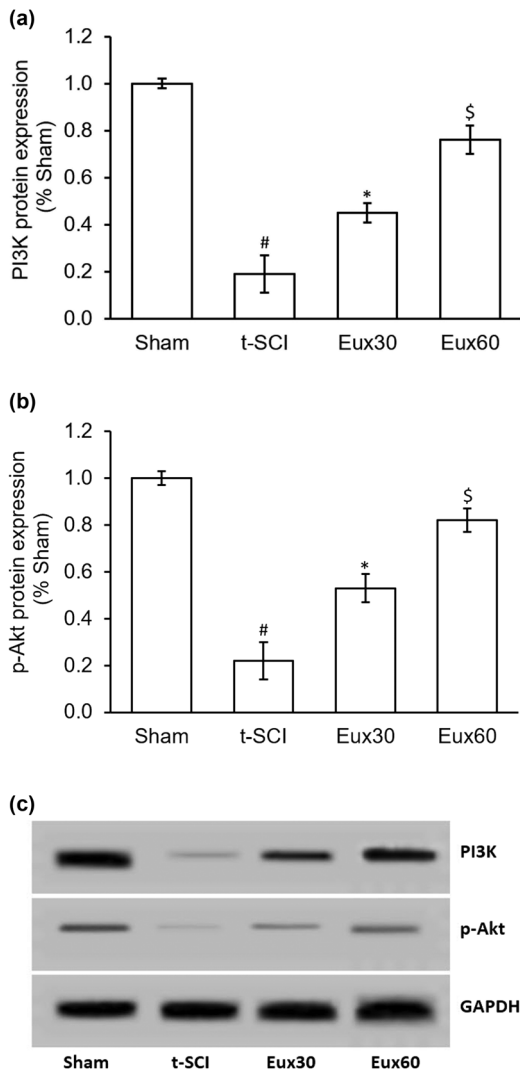 (a)
PI3K protein expression
(% Sham)
1.2
1.0
0.8
0.6
0.4
0.2
0.0
#
*
$
Sham t-SCI Eux30 Eux60
(b)
p-Akt protein expression
(% Sham)
1.2
1.0
0.8
0.6
0.4
0.2
0.0
#
*
$
Sham t-SCI Eux30 Eux60
(c)
PI3K
p-Akt
GAPDH
Sham t-SCI Eux30 Eux60